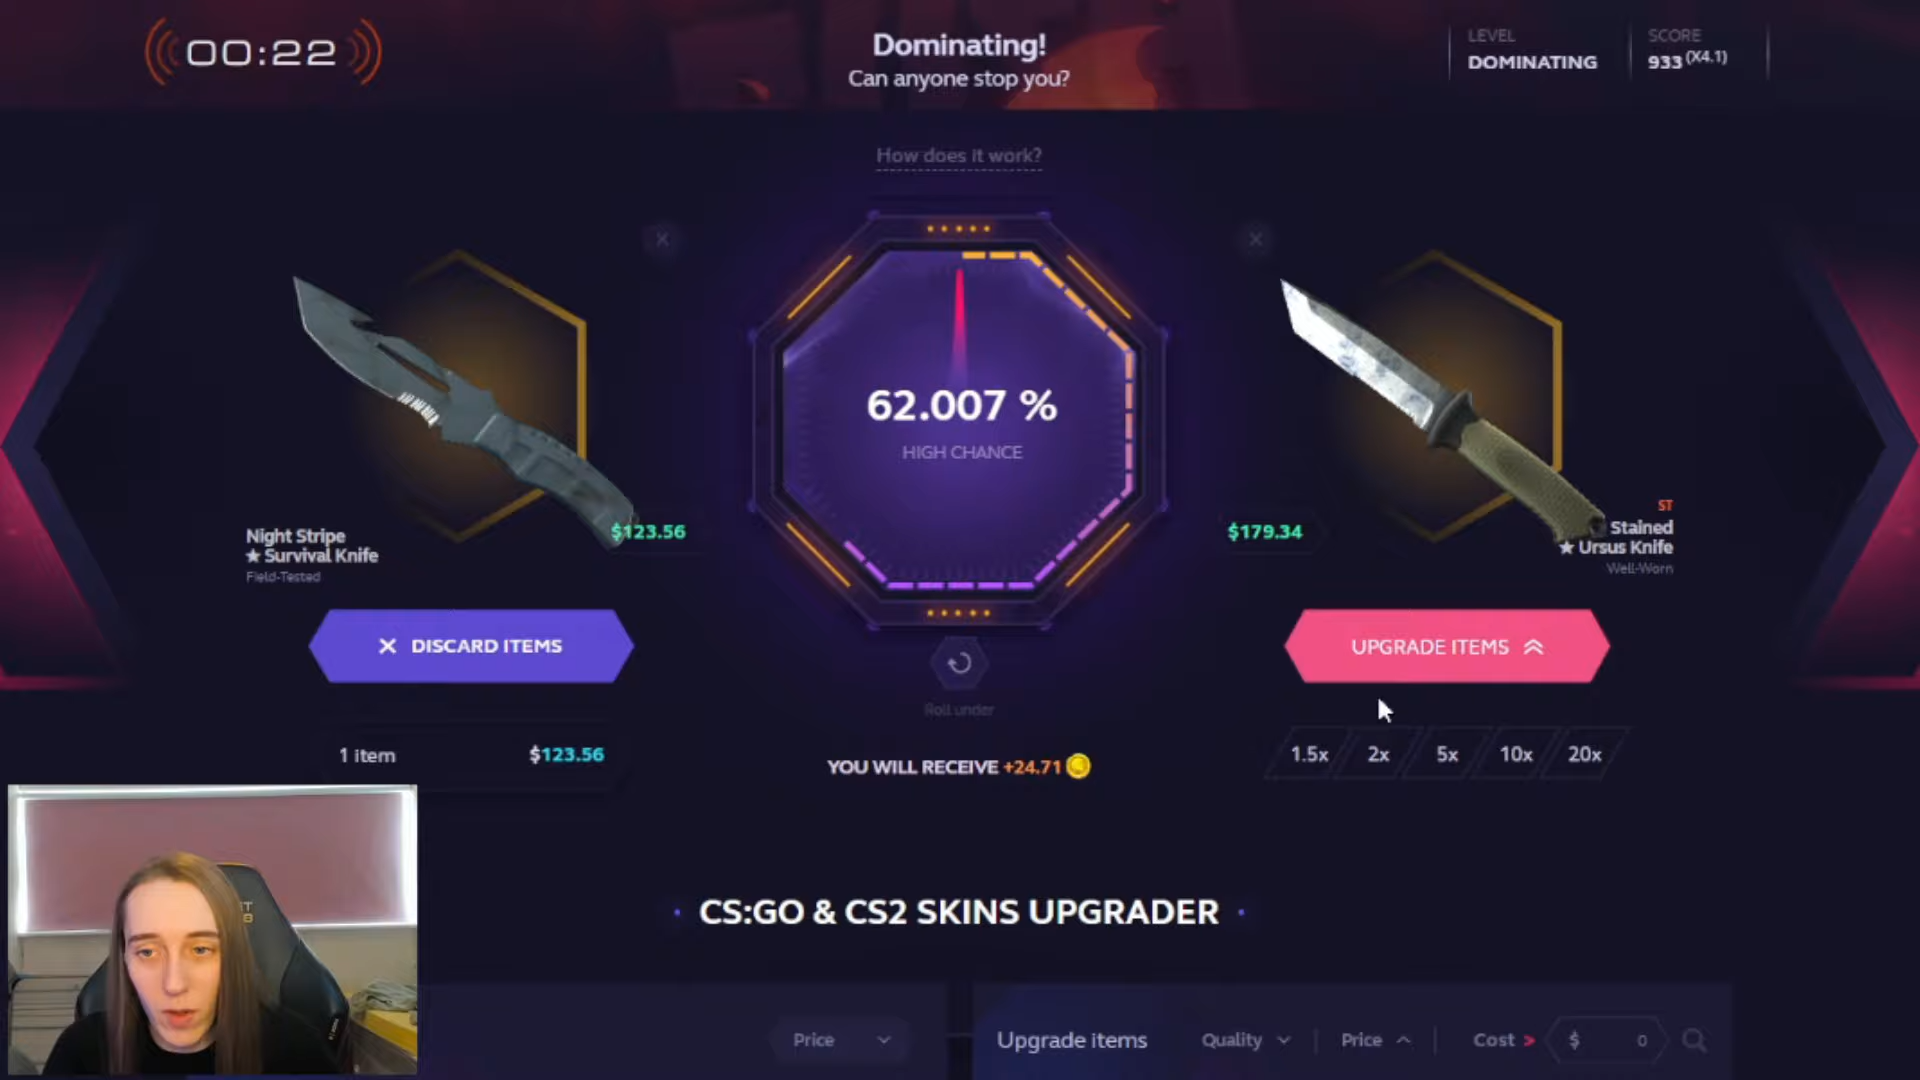 00:22
Dominating!
Can anyone stop you?
LEVEL
DOMINATING
SCORE
933 (X4.1)
How does it work?
62.007 %
HIGH CHANCE
Night Stripe
★ Survival Knife
Field-Tested
$123.56
$179.34
ST
Stained
★ Ursus Knife
Well-Worn
✕ DISCARD ITEMS
UPGRADE ITEMS
Roll under
1 item
$123.56
YOU WILL RECEIVE +24.71
1.5x
2x
5x
10x
20x
· CS:GO & CS2 SKINS UPGRADER ·
Price
Upgrade items
Quality
Price
Cost >
$ 0